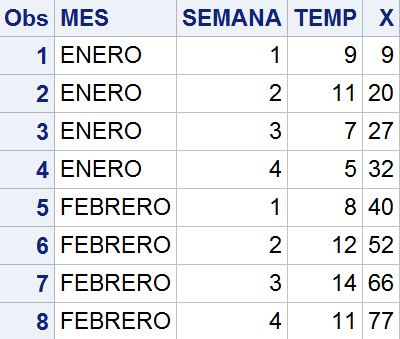 Obs MES SEMANA TEMP X
1 ENERO 1 9 9
2 ENERO 2 11 20
3 ENERO 3 7 27
4 ENERO 4 5 32
5 FEBRERO 1 8 40
6 FEBRERO 2 12 52
7 FEBRERO 3 14 66
8 FEBRERO 4 11 77